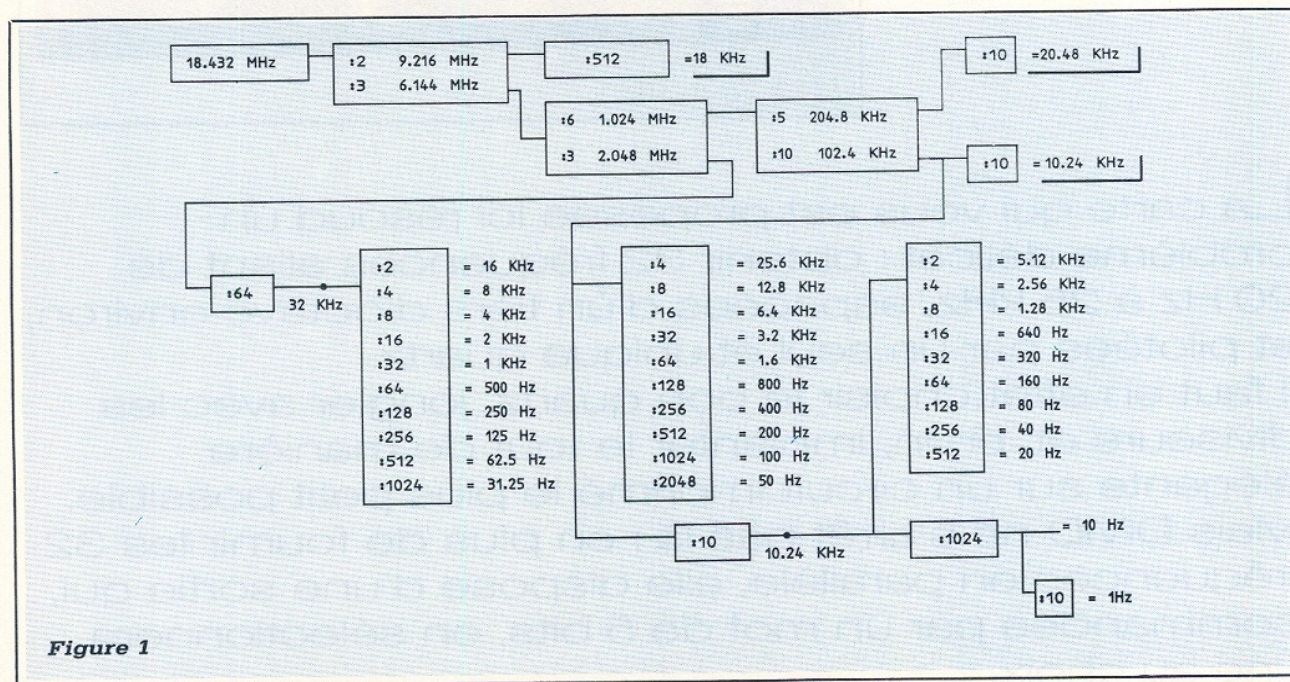 18.432 MHz
:2 9.216 MHz
:3 6.144 MHz
:512
=18 KHz
:10
=20.48 KHz
:6 1.024 MHz
:3 2.048 MHz
:5 204.8 KHz
:10 102.4 KHz
:10
= 10.24 KHz
:64
32 KHz
:2 = 16 KHz
:4 = 8 KHz
:8 = 4 KHz
:16 = 2 KHz
:32 = 1 KHz
:64 = 500 Hz
:128 = 250 Hz
:256 = 125 Hz
:512 = 62.5 Hz
:1024 = 31.25 Hz
:4 = 25.6 KHz
:8 = 12.8 KHz
:16 = 6.4 KHz
:32 = 3.2 KHz
:64 = 1.6 KHz
:128 = 800 Hz
:256 = 400 Hz
:512 = 200 Hz
:1024 = 100 Hz
:2048 = 50 Hz
:2 = 5.12 KHz
:4 = 2.56 KHz
:8 = 1.28 KHz
:16 = 640 Hz
:32 = 320 Hz
:64 = 160 Hz
:128 = 80 Hz
:256 = 40 Hz
:512 = 20 Hz
:10
10.24 KHz
:1024
= 10 Hz
:10 = 1Hz
Figure 1